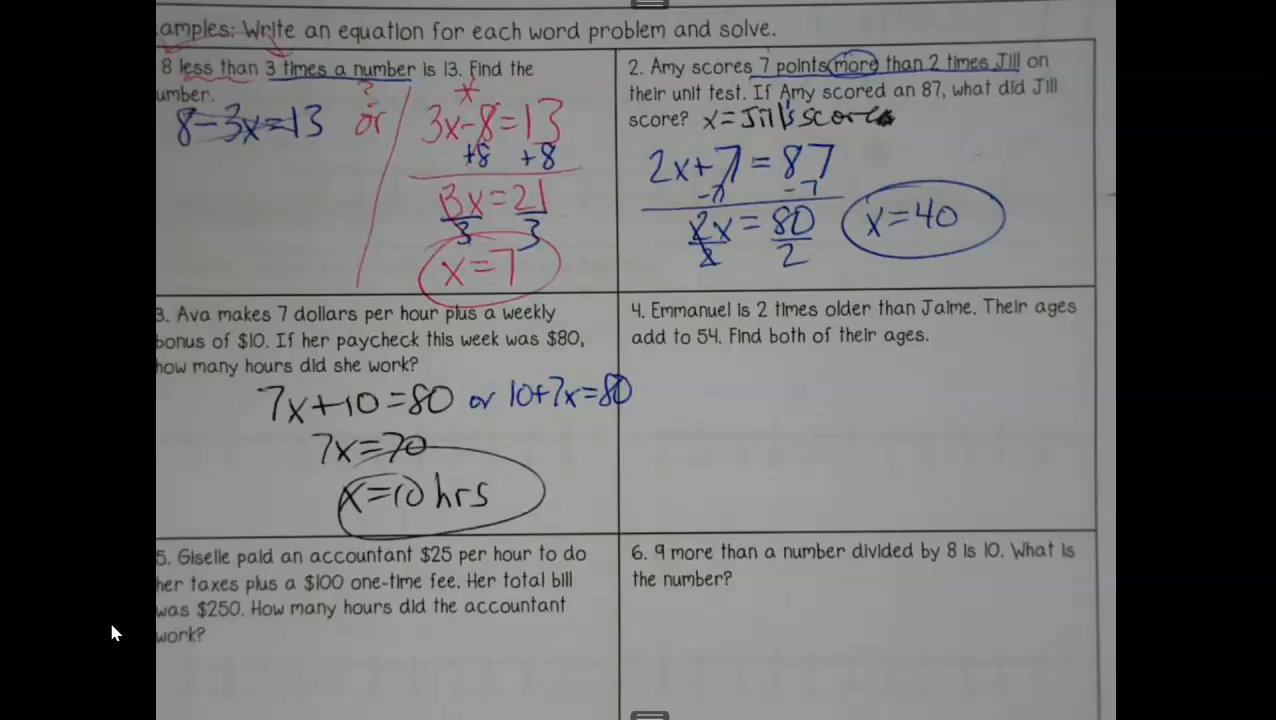 amples: Write an equation for each word problem and solve.
8 less than 3 times a number is 13. Find the
umber.
8-3x=13
?
or
3x-8=13
+8 +8
3x=21
3 3
x=7
2. Amy scores 7 points more than 2 times Jill on
their unit test. If Amy scored an 87, what did Jill
score? x=Jill's score
2x+7=87
-7 -7
2x=80
2 2
x=40
3. Ava makes 7 dollars per hour plus a weekly
bonus of $10. If her paycheck this week was $80,
how many hours did she work?
7x+10=80 or 10+7x=80
7x=70
x=10 hrs
4. Emmanuel is 2 times older than Jaime. Their ages
add to 54. Find both of their ages.
5. Giselle paid an accountant $25 per hour to do
her taxes plus a $100 one-time fee. Her total bill
was $250. How many hours did the accountant
work?
6. 9 more than a number divided by 8 is 10. What is
the number?